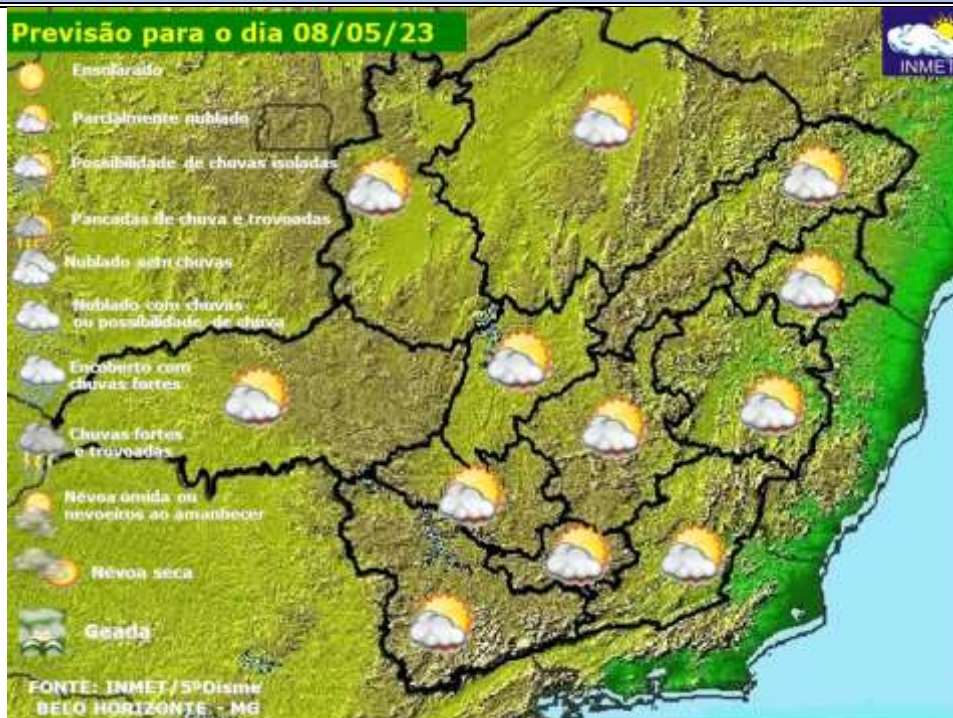 Previsão para o dia 08/05/23
INMET
Ensolarado
Parcialmente nublado
Possibilidade de chuvas isoladas
Pancadas de chuva e trovoadas
Nublado sem chuvas
Nublado com chuvas
ou possibilidade de chuva
Encoberto com
chuvas fortes
Chuvas fortes
e trovoadas
Névoa úmida ou
nevoeiros ao amanhecer
Névoa seca
Geada
FONTE: INMET/5ºDisme
BELO HORIZONTE - MG